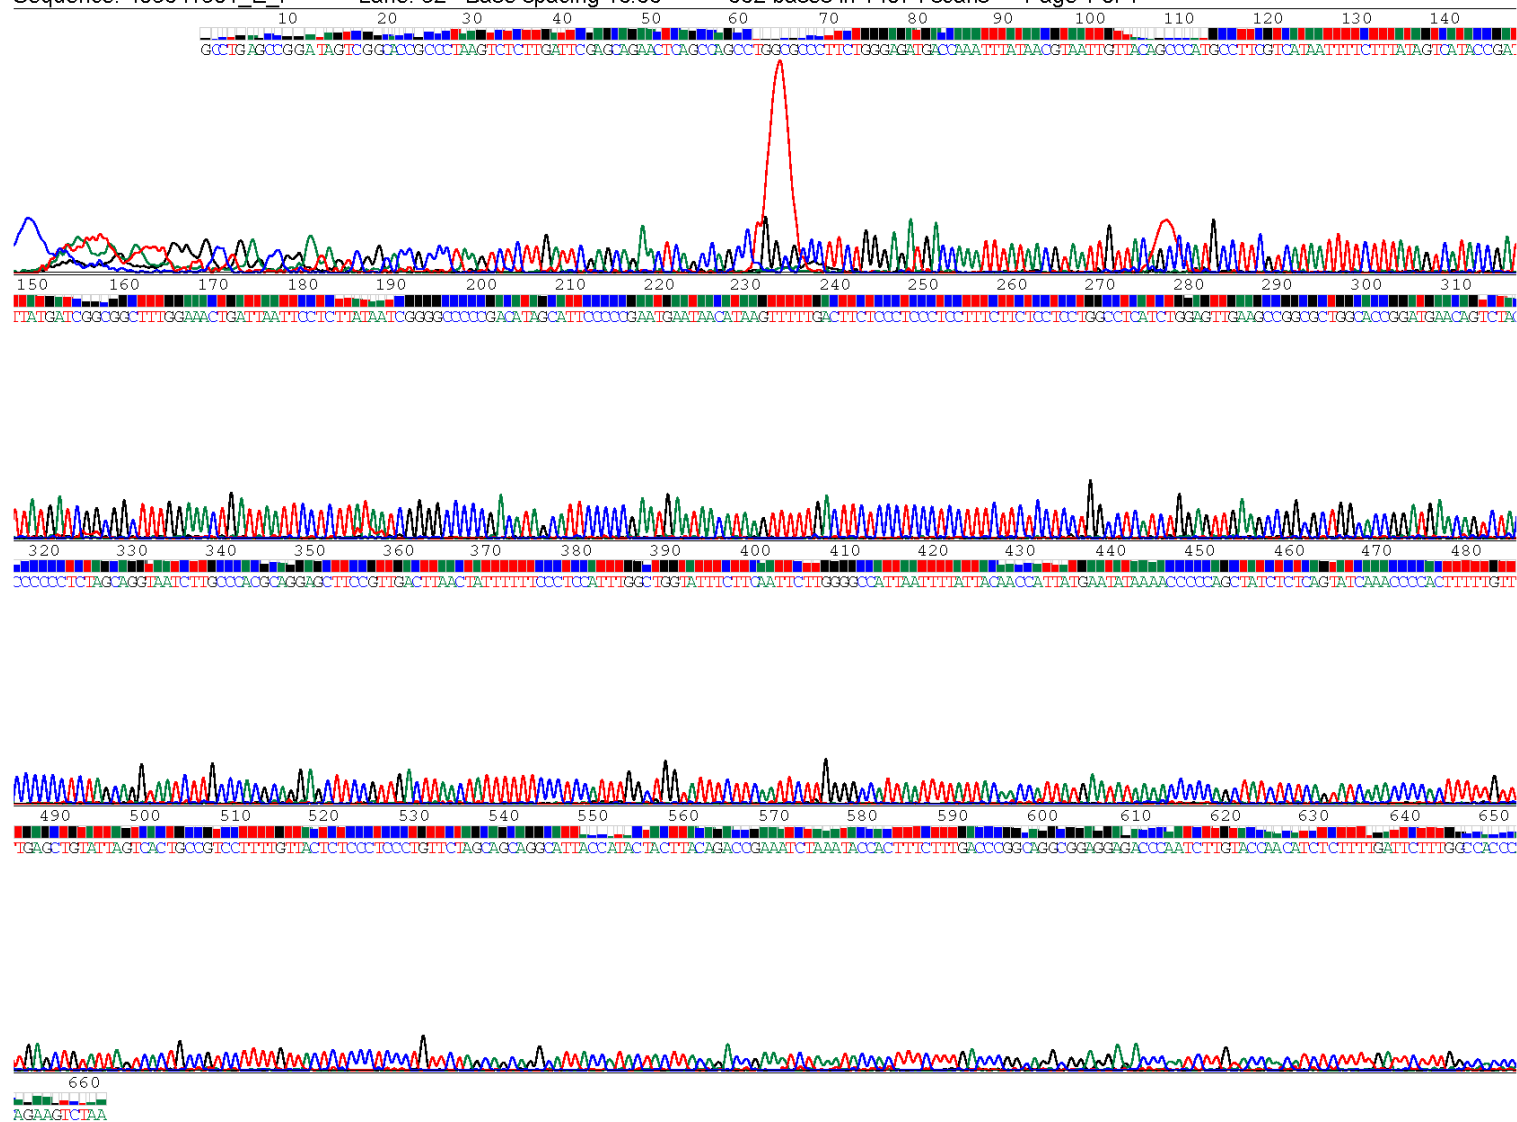 10 20 30 40 50 60 70 80 90 100 110 120 130 140
GCCTGAGCCGGATAGTCGGCACCGCCCTAAGTCTCTTGATTCGAGCAGAACTCAGCCAGCCTGGCGCCCTTCTGGGAGATGACCAAATTTATAACGTAATTGTTACAGCCCATGCCTTCGTCATAATTTTCTTTATAGTCATACCGAT
150 160 170 180 190 200 210 220 230 240 250 260 270 280 290 300 310
TTATGATCGGCGGCTTTGGAAACTGATTAATTCCTCTTATAATCGGGGCCCCCGACATAGCATTCCCCCGAATGAATAACATAAGTTTTTGACTTCTCCCTCCCTCCTTTCTTCTCCTCCTGGCCTCATCTGGAGTTGAAGCCGGCGCTGGCACCGGATGAACAGTCTAC
320 330 340 350 360 370 380 390 400 410 420 430 440 450 460 470 480
CCCCCCTCTAGCAGGTAATCTTGCCCACGCAGGAGCTTCCGTTGACTTAACTATTTTTTCCCTCCATTTGGCTGGTATTTCTTCAATTCTTGGGGCCATTAATTTTATTACAACCATTATGAATATAAAACCCCCAGCTATCTCTCAGTATCAAACCCCACTTTTTGTT
490 500 510 520 530 540 550 560 570 580 590 600 610 620 630 640 650
TGAGCTGTATTAGTCACTGCCGTCCTTTTGTTACTCTCCCTCCCTGTTCTAGCAGCAGGCATTACCATACTACTTACAGACCGAAATCTAAATACCACTTTCTTTGACCCGGCAGGCGGAGGAGACCCAATCTTGTACCAACATCTCTTTTGATTCTTTGGCCACCC
660
AGAAGTCTAA